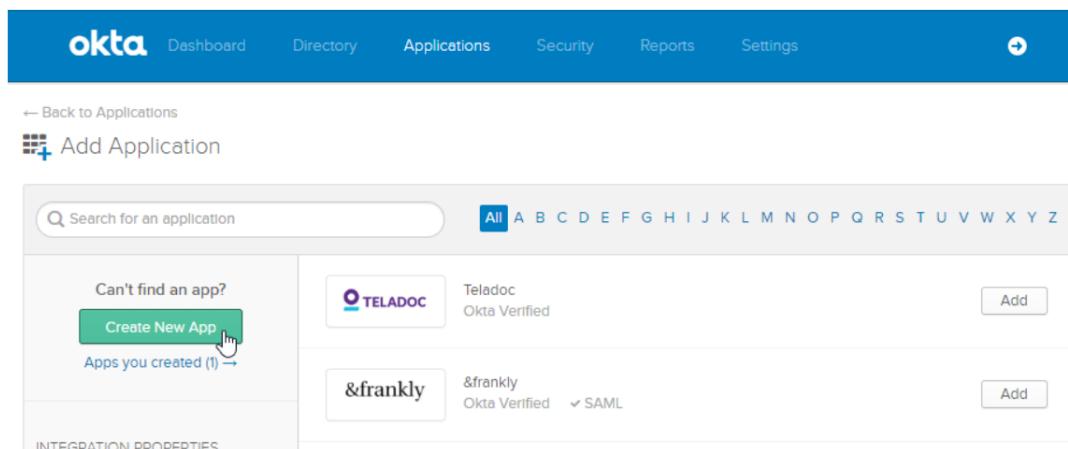 okta Dashboard Directory Applications Security Reports Settings
← Back to Applications
Add Application
Search for an application
All A B C D E F G H I J K L M N O P Q R S T U V W X Y Z
Can't find an app?
Create New App
Apps you created (1) →
INTEGRATION PROPERTIES
TELADOC
Teladoc
Okta Verified
Add
&frankly
&frankly
Okta Verified ✓ SAML
Add